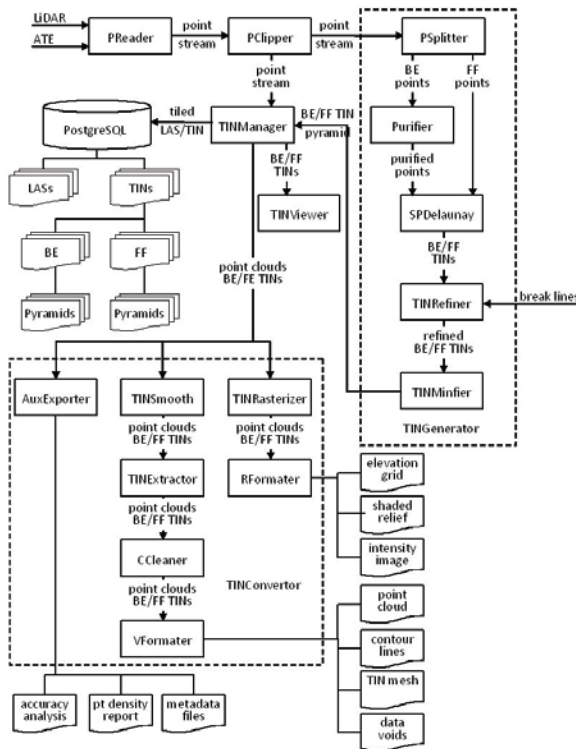 LiDAR
ATE
PReader
point
stream
PClipper
point
stream
PSplitter
BE
points
FF
points
point
stream
PostgreSQL
tiled
LAS/TIN
TINManager
BE/FF TIN
pyramid
Purifier
purified
points
BE/FF
TINs
LASs
TINs
TINViewer
SPDelaunay
BE/FF
TINs
BE
FF
point clouds
BE/FE TINs
Pyramids
Pyramids
TINRefiner
break lines
refined
BE/FF TINs
AuxExporter
TINSmooth
TINRasterizer
TINMinfier
TINGenerator
point clouds
BE/FF TINs
point clouds
BE/FF TINs
TINExtractor
RFormater
elevation
grid
shaded
relief
intensity
image
point clouds
BE/FF TINs
CCleaner
TINConvertor
point clouds
BE/FF TINs
VFormater
point
cloud
contour
lines
TIN mesh
data
voids
accuracy
analysis
pt density
report
metadata
files